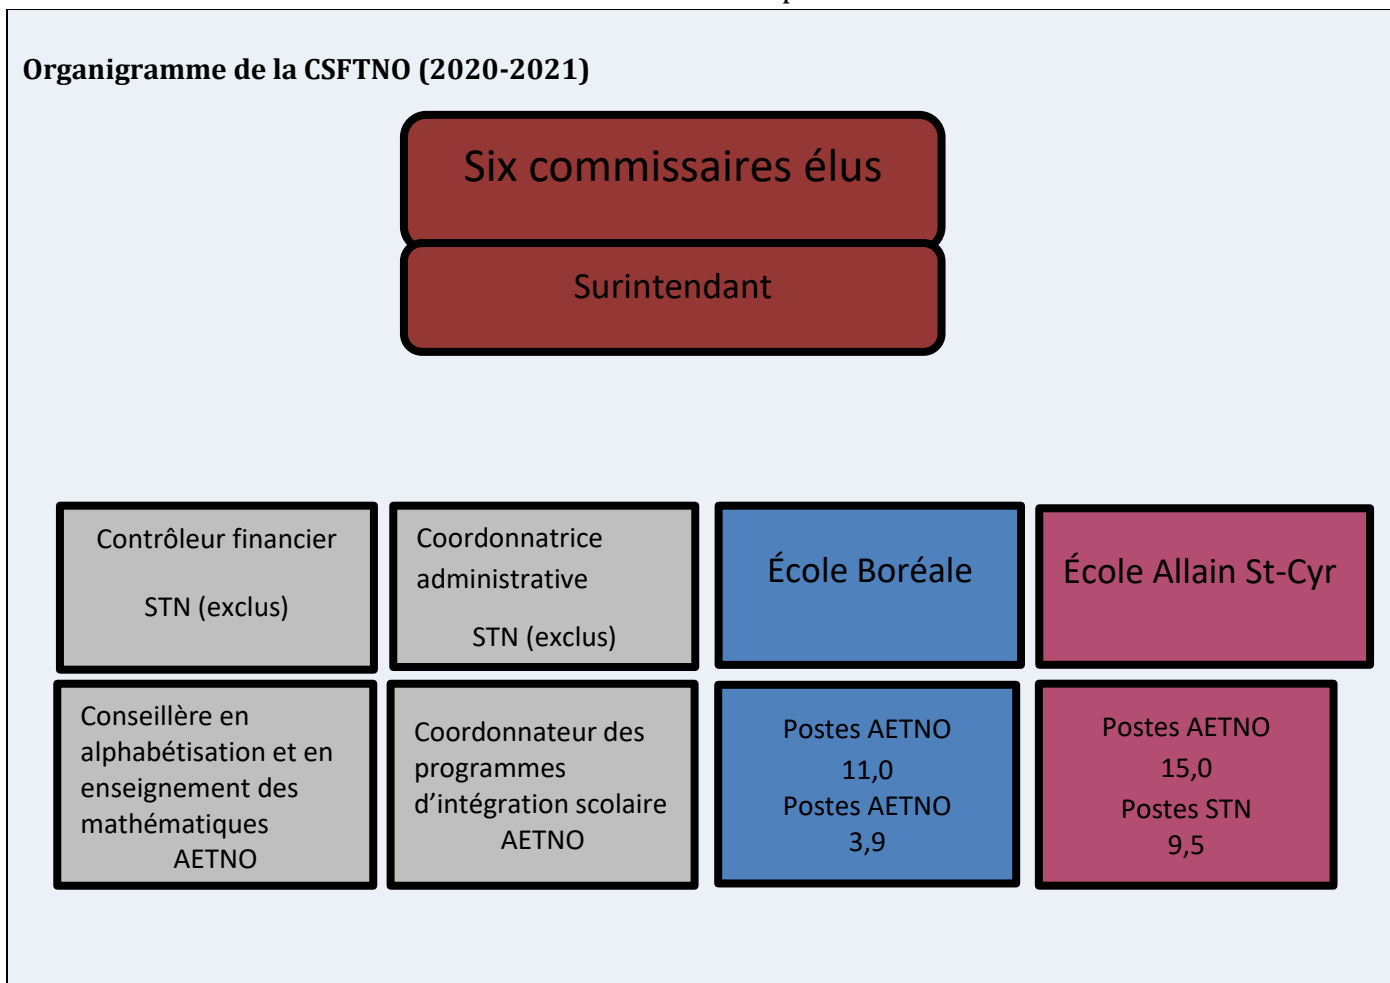 Organigramme de la CSFTNO (2020-2021)
Six commissaires élus
Surintendant
Contrôleur financier
STN (exclus)
Coordonnatrice
administrative
STN (exclus)
École Boréale
École Allain St-Cyr
Conseillère en
alphabétisation et en
enseignement des
mathématiques
AETNO
Coordonnateur des
programmes
d’intégration scolaire
AETNO
Postes AETNO
11,0
Postes AETNO
3,9
Postes AETNO
15,0
Postes STN
9,5